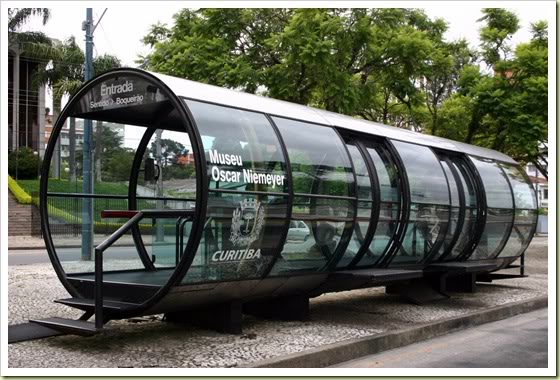 Entrada
Sentido > Boqueirão
Museu
Oscar Niemeyer
CURITIBA